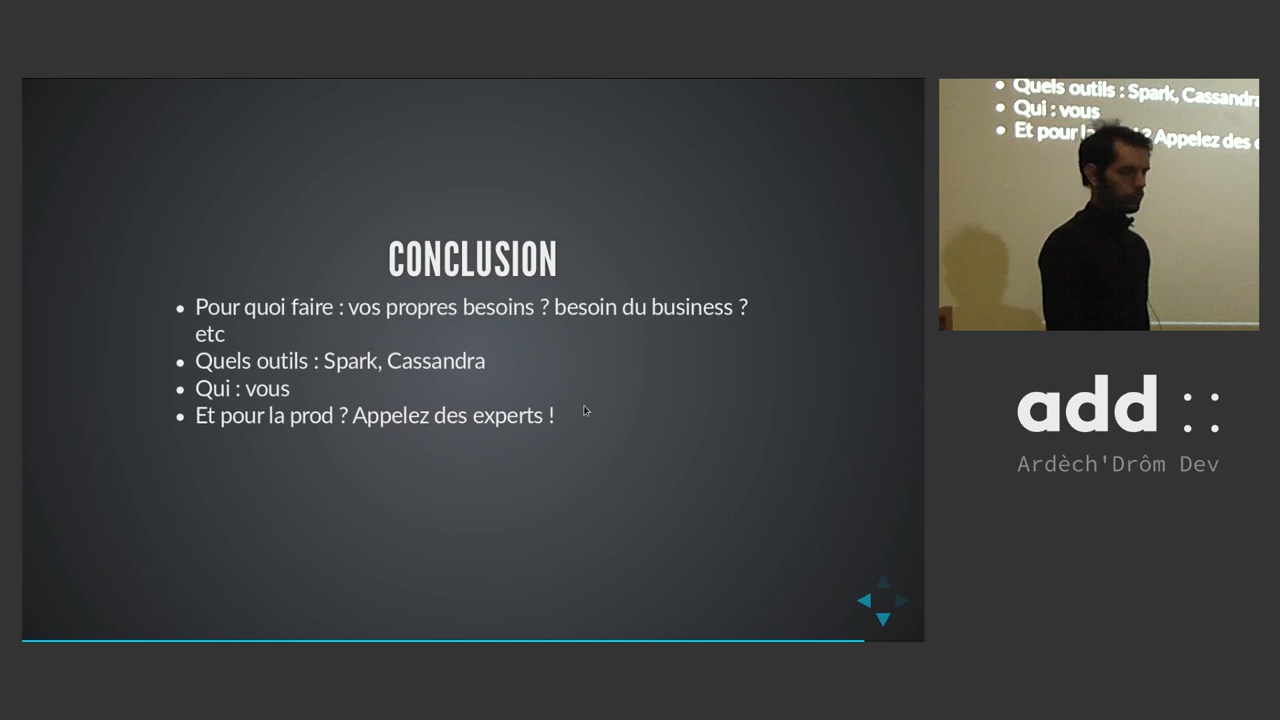 CONCLUSION
• Pour quoi faire : vos propres besoins ? besoin du business ?
etc
• Quels outils : Spark, Cassandra
• Qui : vous
• Et pour la prod ? Appelez des experts !
• Quels outils : Spark, Cassandra
• Qui : vous
• Et pour ? Appelez des
add ::
Ardèch'Drôm Dev